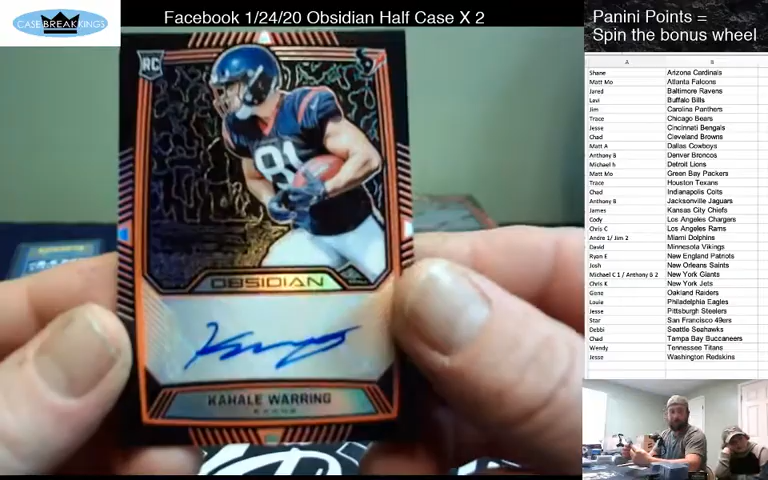 CASE BREAK KINGS
Facebook 1/24/20 Obsidian Half Case X 2
Panini Points =
Spin the bonus wheel
RC
81
OBSIDIAN
KAHALE WARRING
TEXANS
A B
Shane Arizona Cardinals
Matt Mo Atlanta Falcons
Jared Baltimore Ravens
Levi Buffalo Bills
Jim Carolina Panthers
Trace Chicago Bears
Jesse Cincinnati Bengals
Chad Cleveland Browns
Matt A Dallas Cowboys
Anthony B Denver Broncos
Michael h Detroit Lions
Matt Mo Green Bay Packers
Trace Houston Texans
Chad Indianapolis Colts
Anthony B Jacksonville Jaguars
James Kansas City Chiefs
Cody Los Angeles Chargers
Chris C Los Angeles Rams
Andre 1/ Jim 2 Miami Dolphins
David Minnesota Vikings
Ryan E New England Patriots
Josh New Orleans Saints
Michael C 1 / Anthony B 2 New York Giants
Chris K New York Jets
Gene Oakland Raiders
Louie Philadelphia Eagles
Jesse Pittsburgh Steelers
Star San Francisco 49ers
Debbi Seattle Seahawks
Chad Tampa Bay Buccaneers
Wendy Tennessee Titans
Jesse Washington Redskins